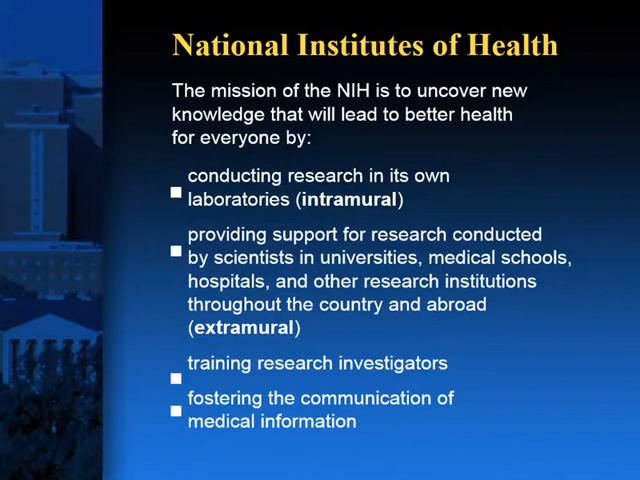 National Institutes of Health
The mission of the NIH is to uncover new
knowledge that will lead to better health
for everyone by:
conducting research in its own
laboratories (intramural)
providing support for research conducted
by scientists in universities, medical schools,
hospitals, and other research institutions
throughout the country and abroad
(extramural)
training research investigators
fostering the communication of
medical information